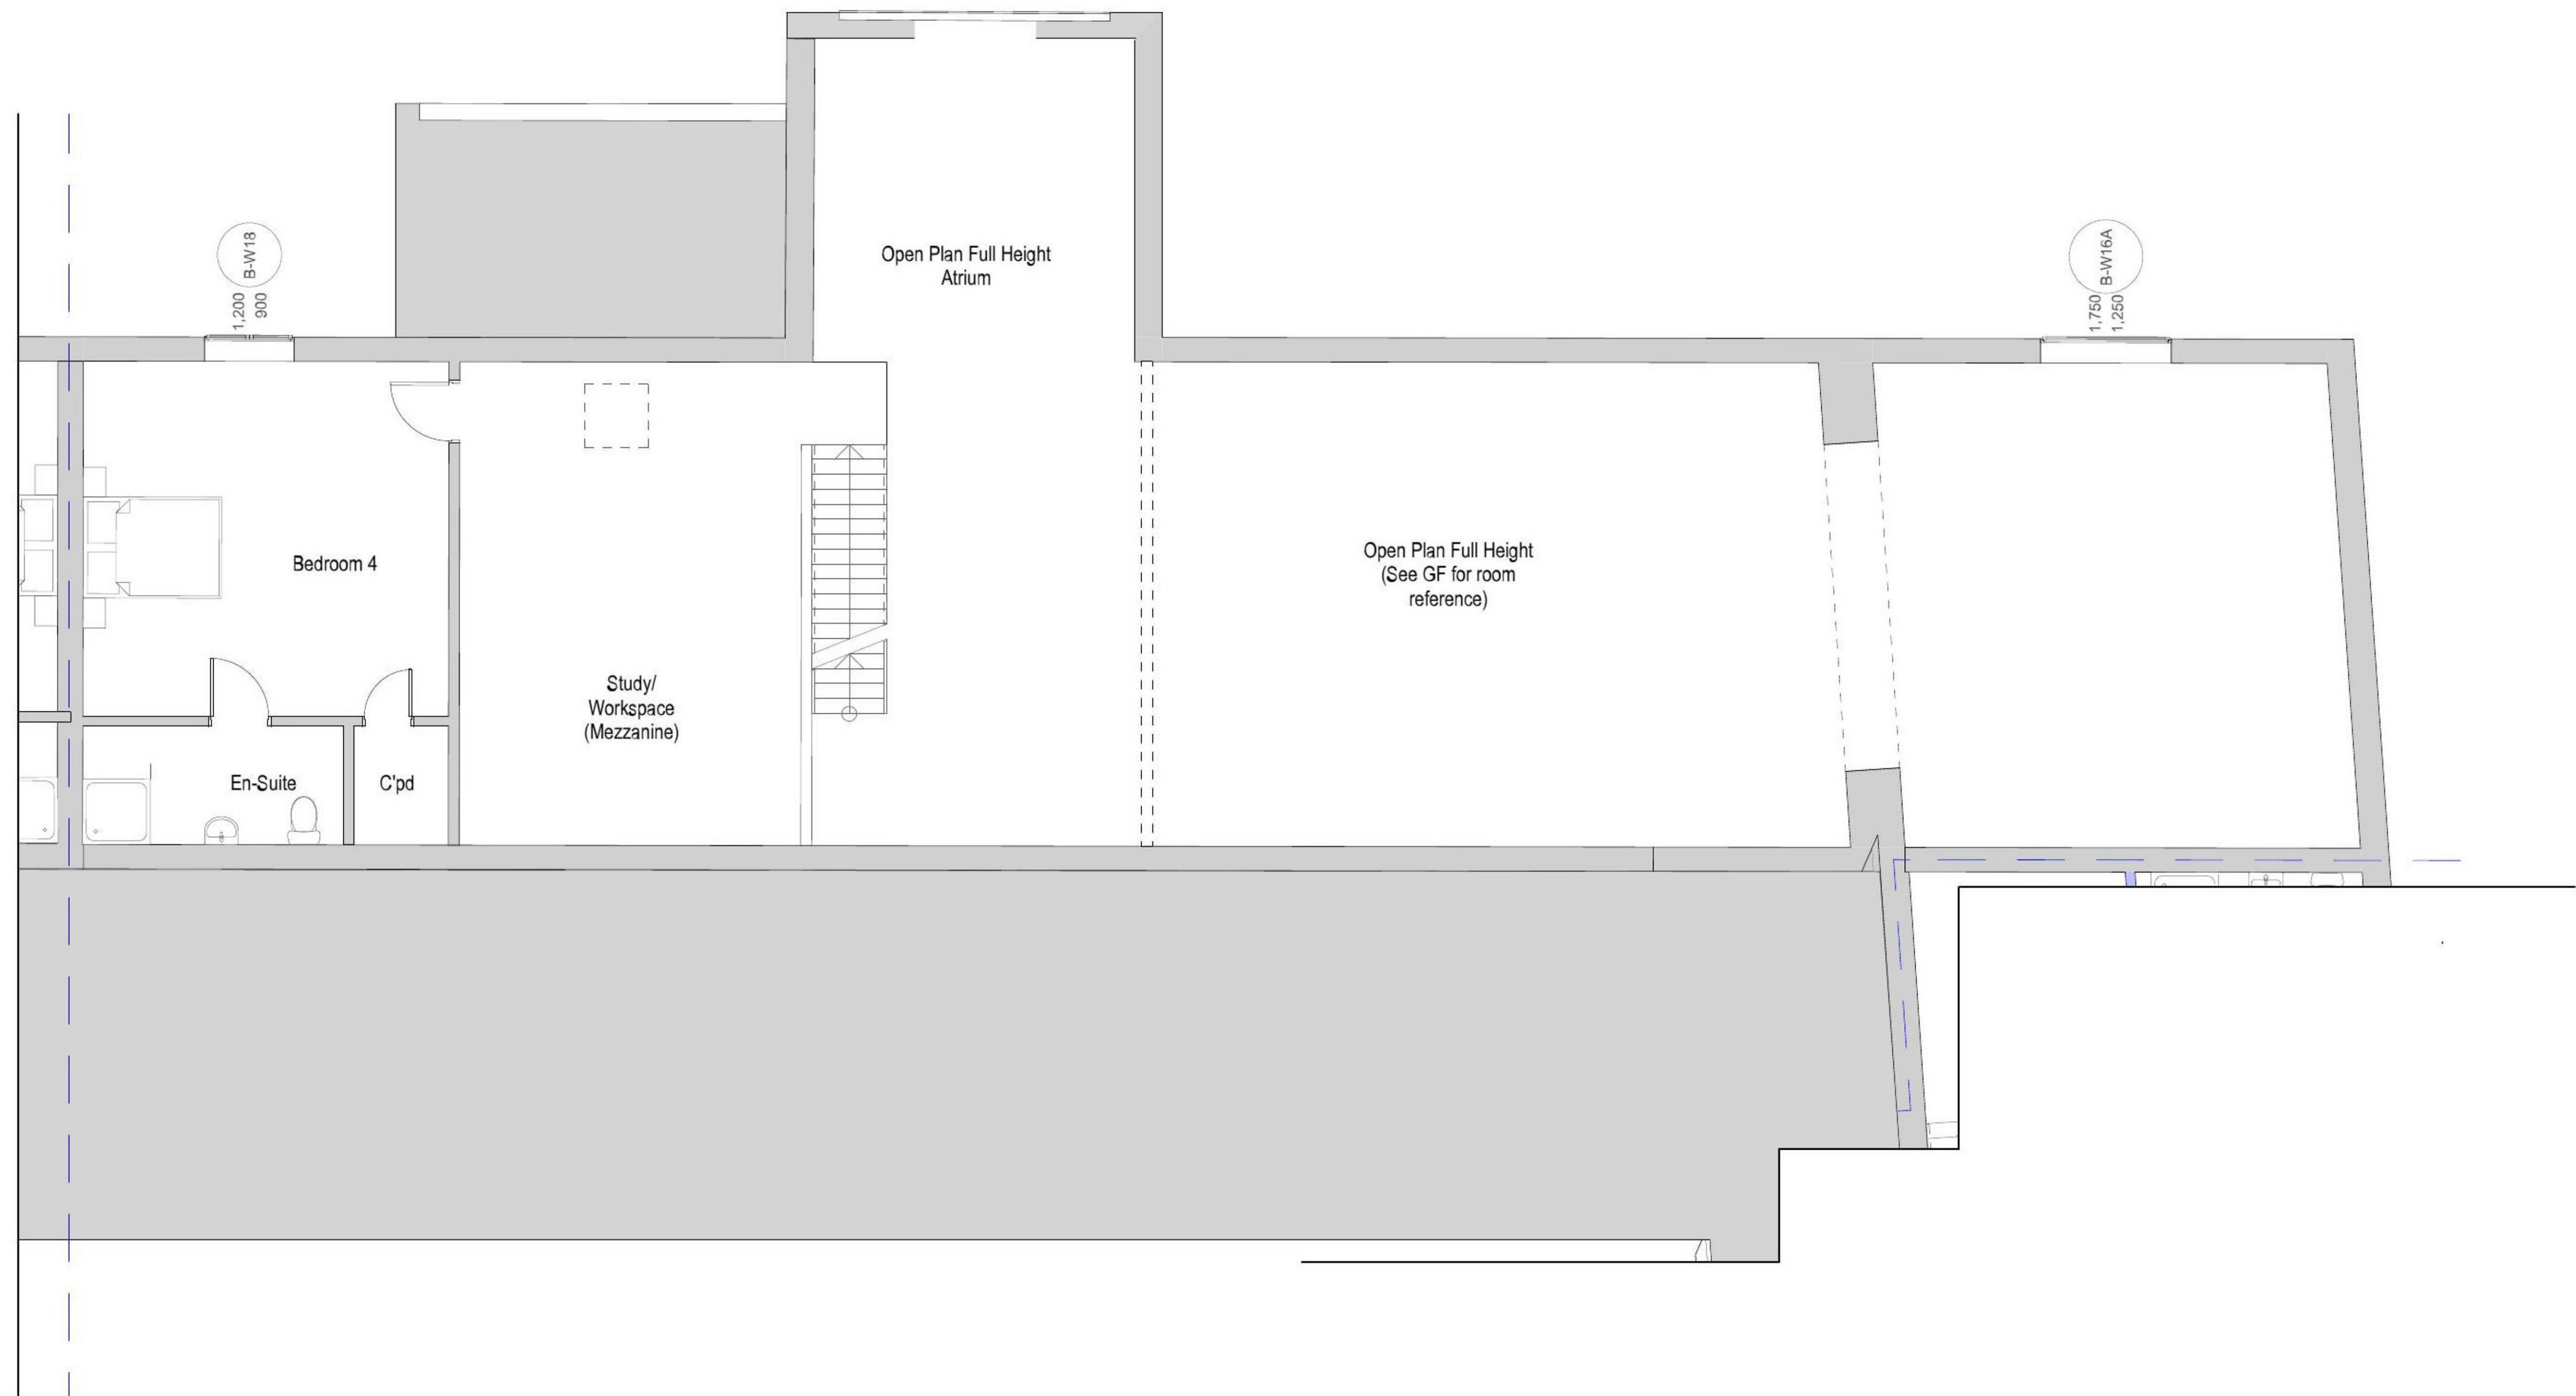 B-W18
1,200
900
Open Plan Full Height
Atrium
B-W16A
1,750
1,250
Bedroom 4
Open Plan Full Height
(See GF for room
reference)
Study/
Workspace
(Mezzanine)
En-Suite
C'pd